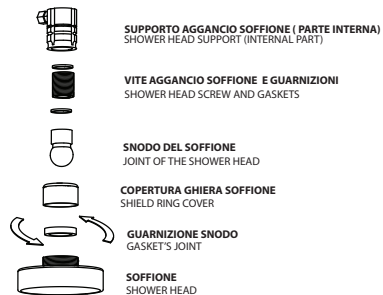 SUPPORTO AGGANCIO SOFFIONE ( PARTE INTERNA)
SHOWER HEAD SUPPORT (INTERNAL PART)
VITE AGGANCIO SOFFIONE E GUARNIZIONI
SHOWER HEAD SCREW AND GASKETS
SNODO DEL SOFFIONE
JOINT OF THE SHOWER HEAD
COPERTURA GHIERA SOFFIONE
SHIELD RING COVER
GUARNIZIONE SNODO
GASKET'S JOINT
SOFFIONE
SHOWER HEAD